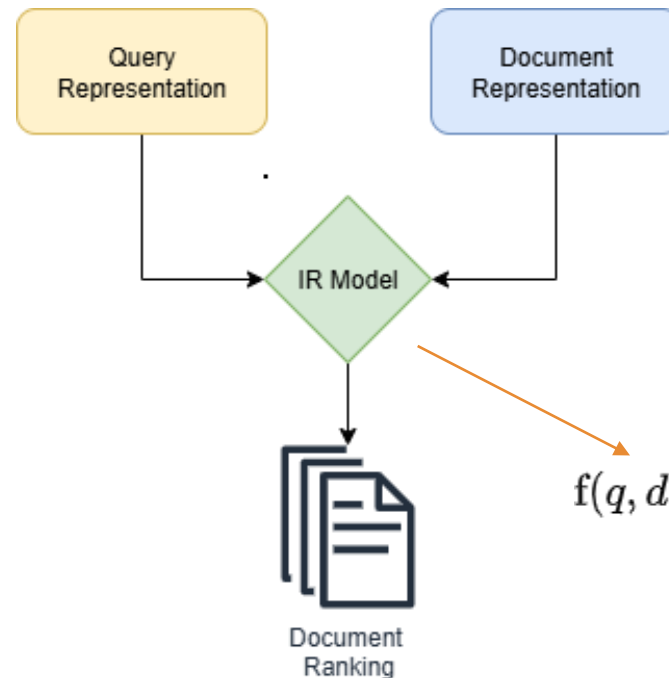 Query
Representation
Document
Representation
IR Model
f(q, d
Document
Ranking